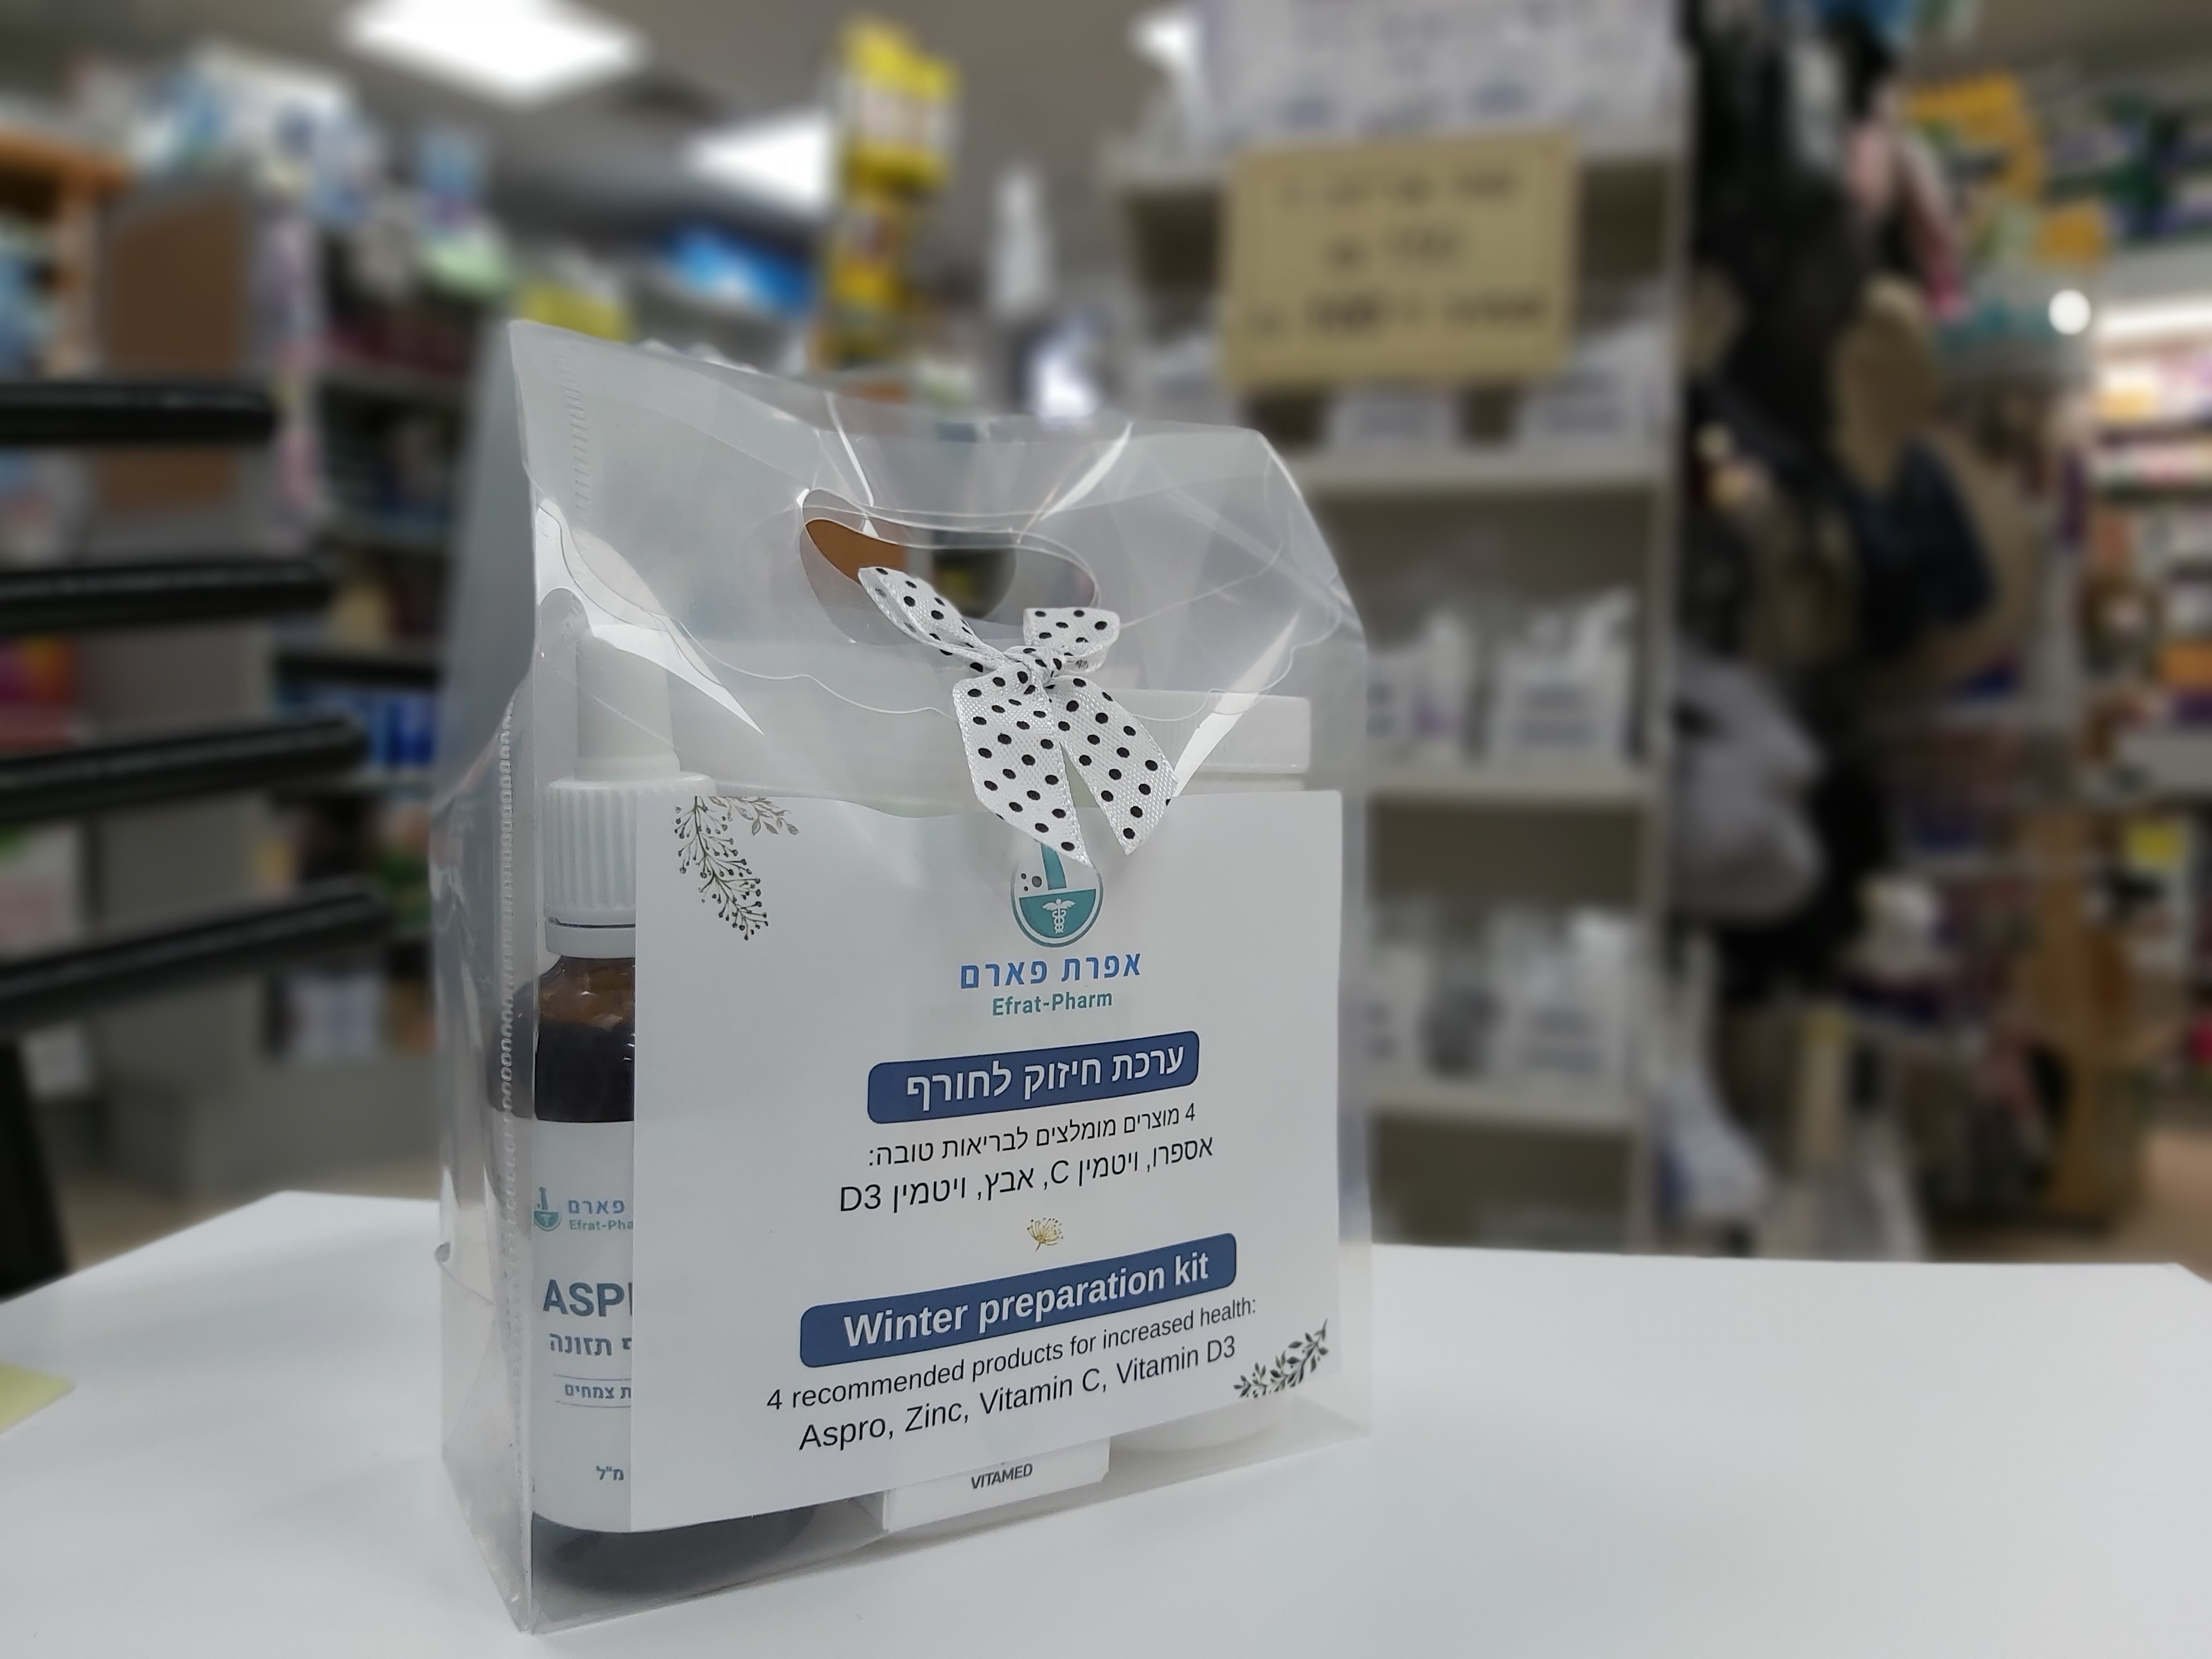 אפרת פארם
Efrat-Pharm
ערכת חיזוק לחורף
4 מוצרים מומלצים לבריאות טובה:
אספרו, ויטמין C, אבץ, ויטמין D3
Winter preparation kit
4 recommended products for increased health:
Aspro, Zinc, Vitamin C, Vitamin D3
פארם
Efrat-Pha
ASP
תזונה
צמחים
מ"ל
VITAMED